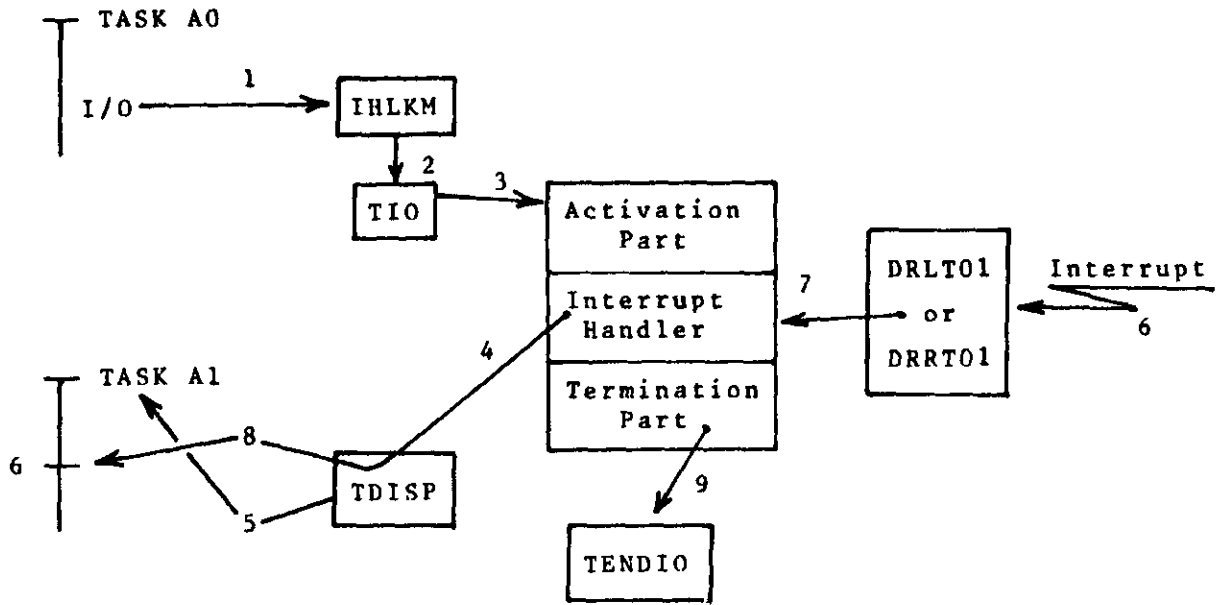 TASK A0
1
I/O
IHLKM
2
3
TIO
Activation
Part
DRLT01
or
DRRT01
Interrupt
7
6
Interrupt
Handler
4
TASK A1
Termination
Part
8
6
TDISP
5
9
TENDIO